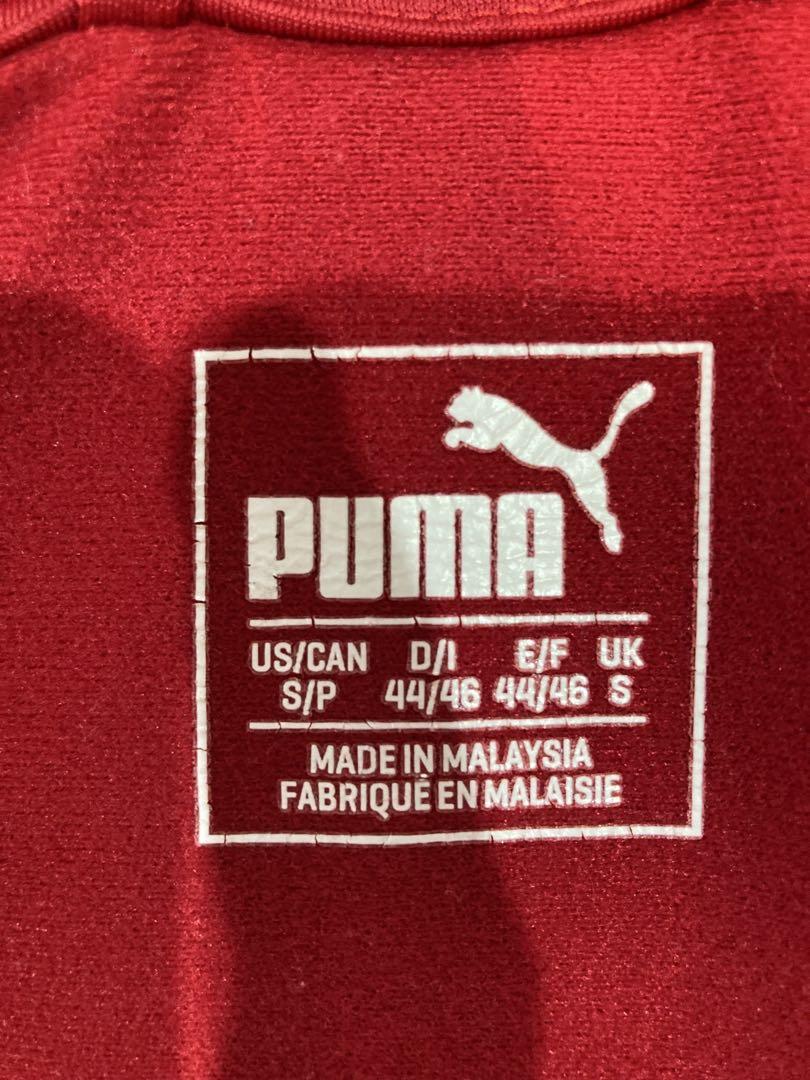 PUMA
US/CAN D/I E/F UK
S/P 44/46 44/46 S
MADE IN MALAYSIA
FABRIQUÉ EN MALAISIE